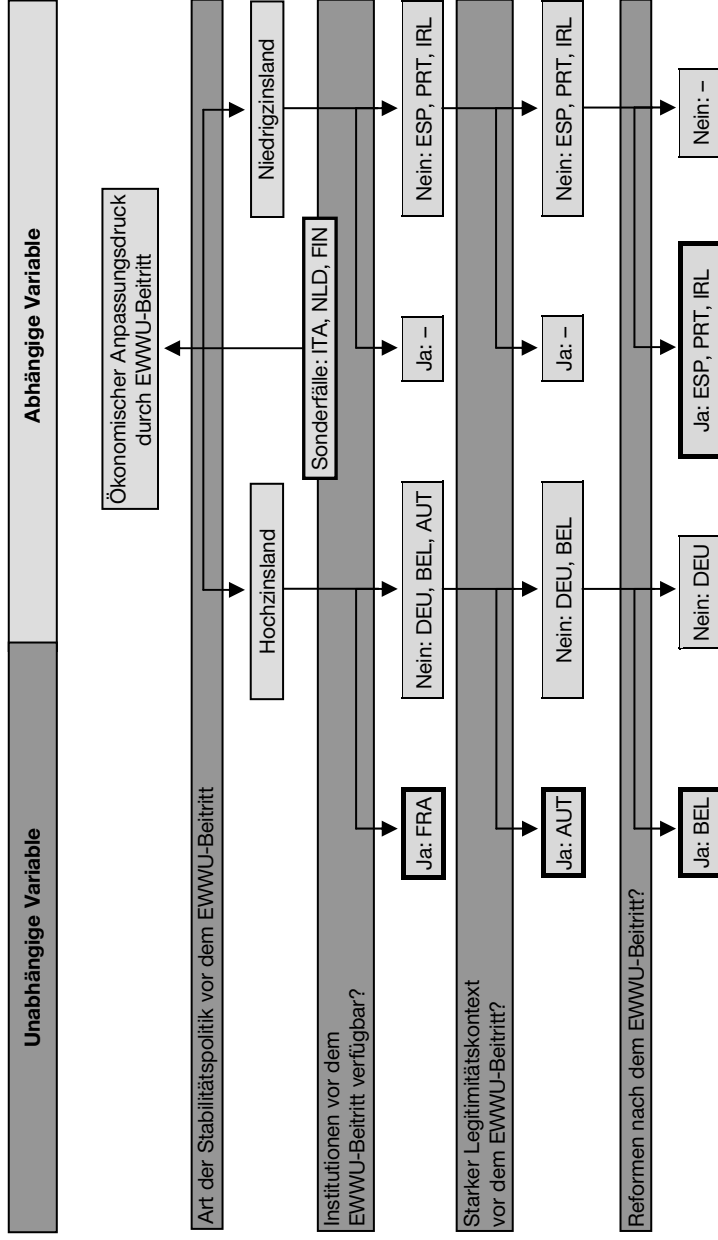 Unabhängige Variable
Abhängige Variable
Ökonomischer Anpassungsdruck
durch EWWU-Beitritt
Art der Stabilitätspolitik vor dem EWWU-Beitritt
Hochzinsland
Niedrigzinsland
Sonderfälle: ITA, NLD, FIN
Institutionen vor dem
EWWU-Beitritt verfügbar?
Ja: FRA
Nein: DEU, BEL, AUT
Ja: –
Nein: ESP, PRT, IRL
Starker Legitimitätskontext
vor dem EWWU-Beitritt?
Ja: AUT
Nein: DEU, BEL
Ja: –
Nein: ESP, PRT, IRL
Reformen nach dem EWWU-Beitritt?
Ja: BEL
Nein: DEU
Ja: ESP, PRT, IRL
Nein: –